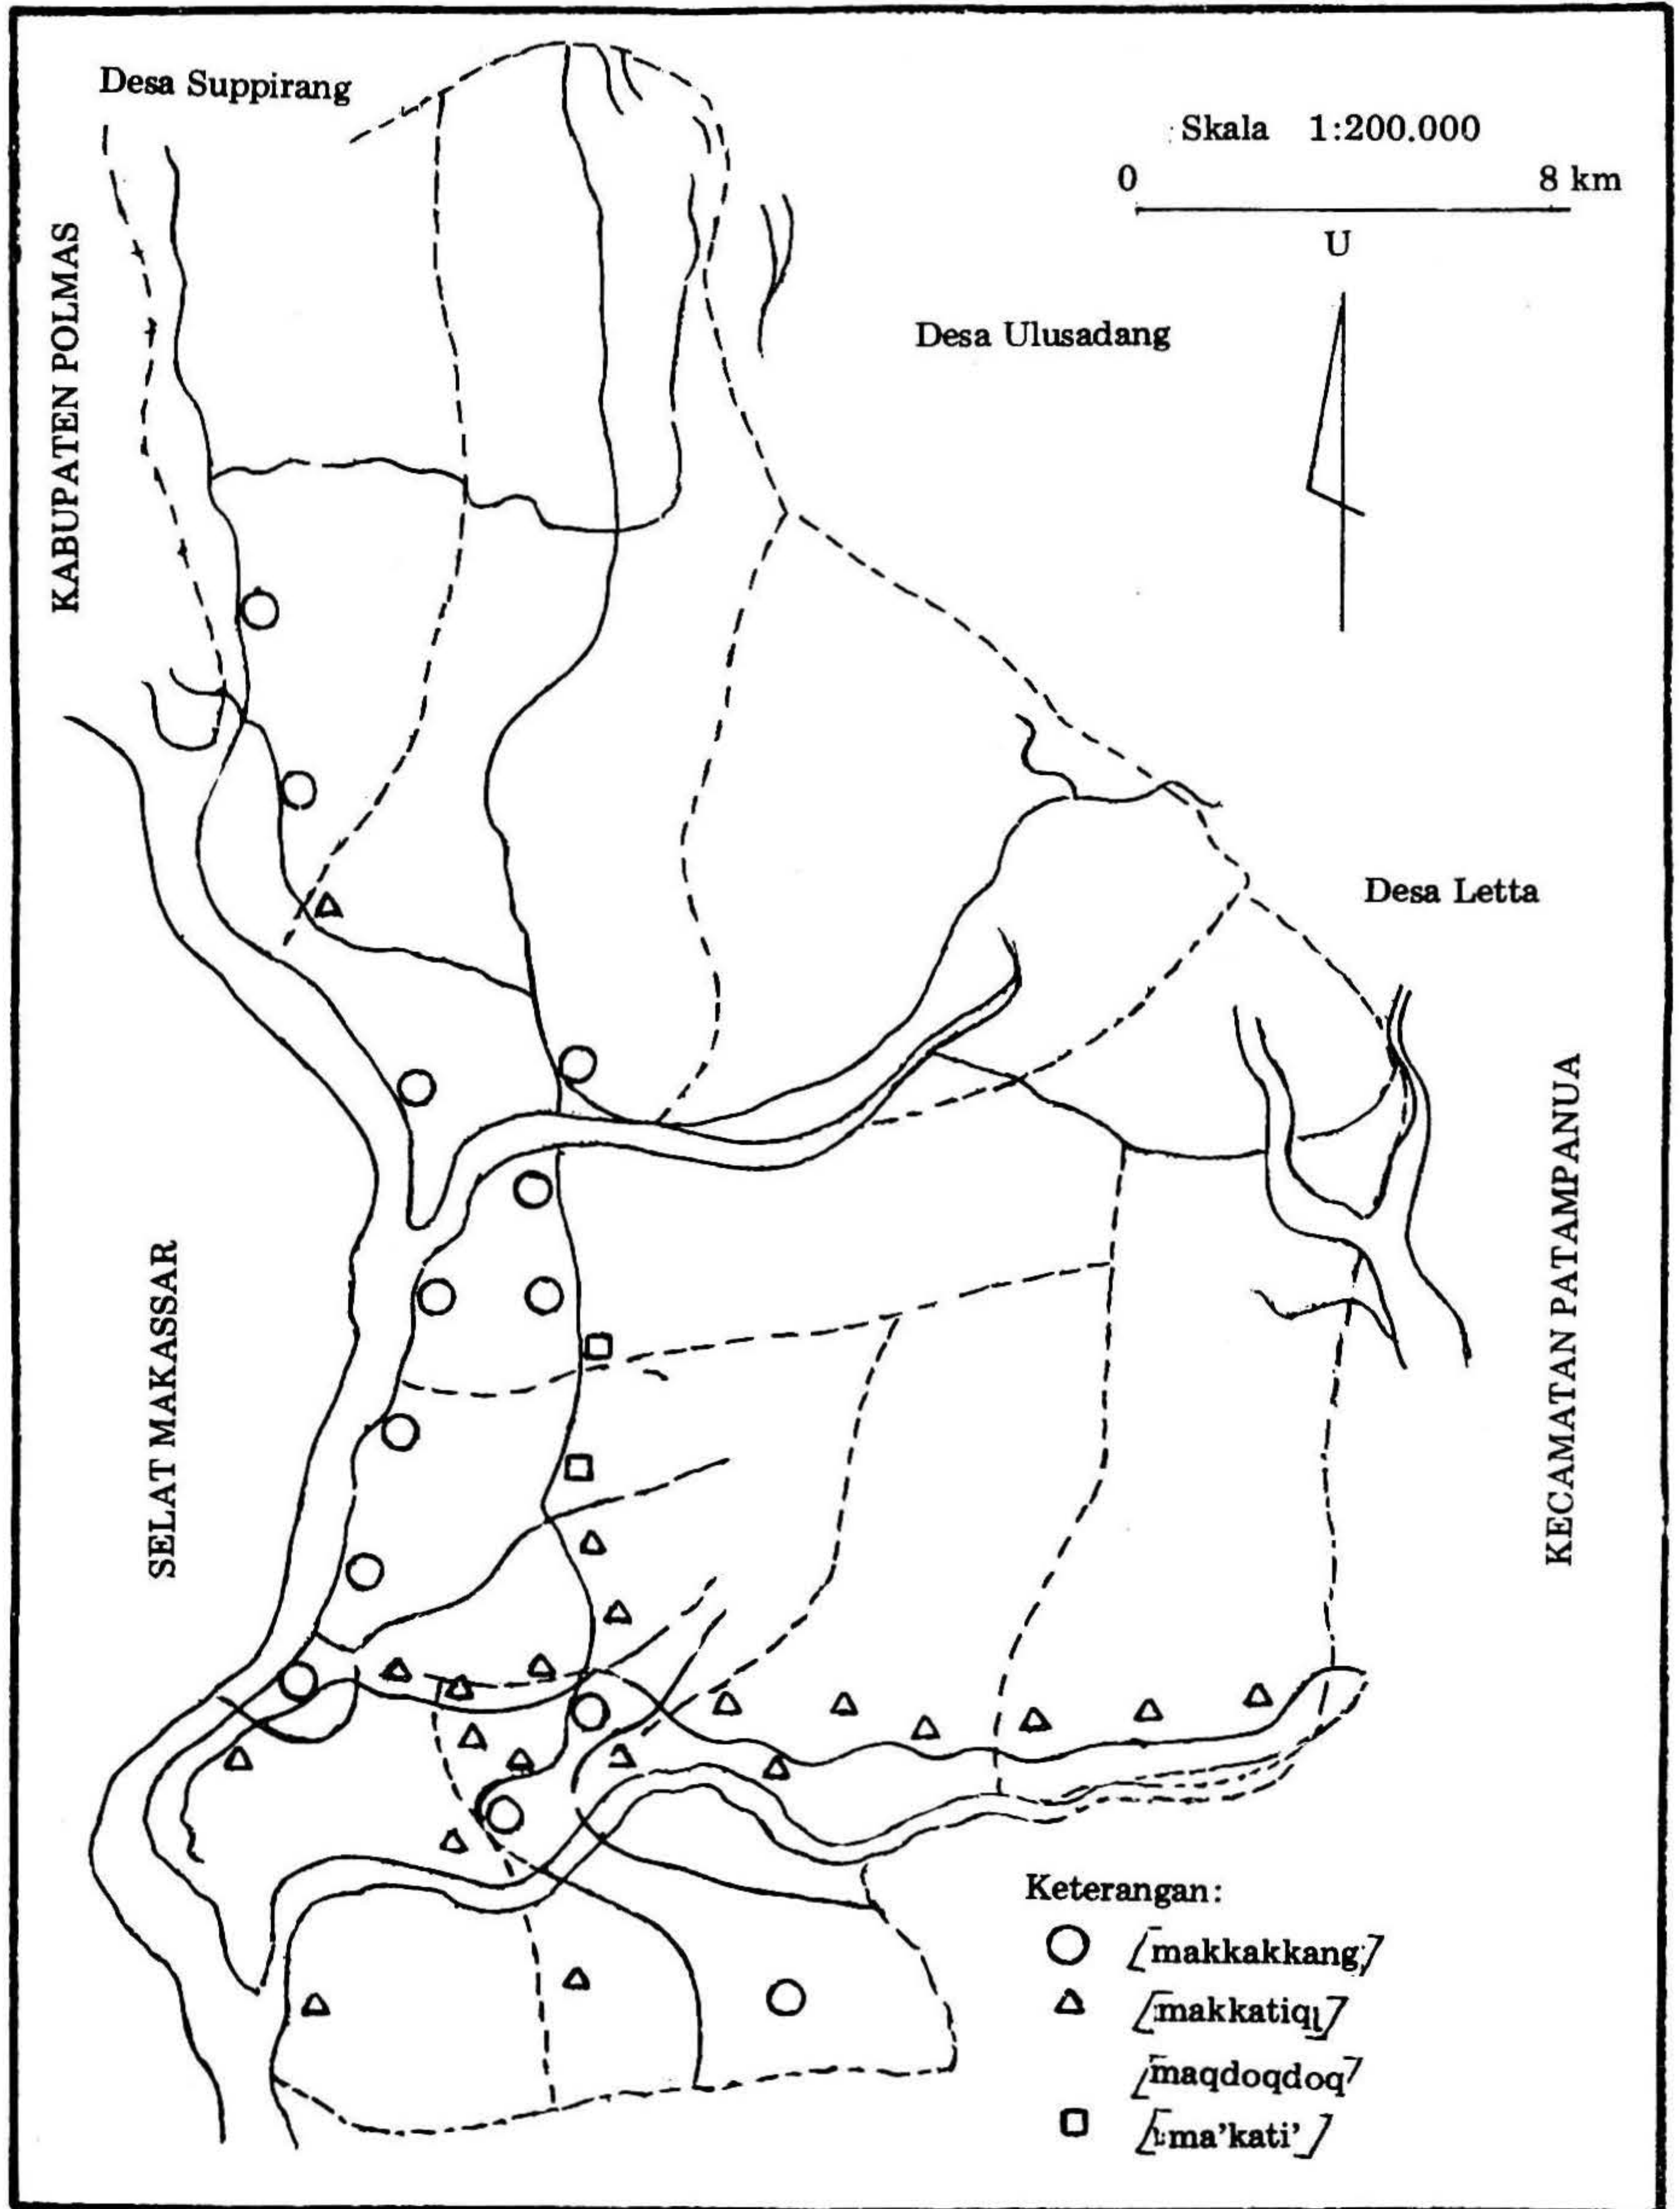 Desa Suppirang
Skala 1:200.000
0 8 km
U
KABUPATEN POLMAS
Desa Ulusadang
Desa Letta
SELAT MAKASSAR
KECAMATAN PATAMPANUA
Keterangan:
[makkakkang]
[makkatiq]
[maqdoqdoq]
[ma'kati']